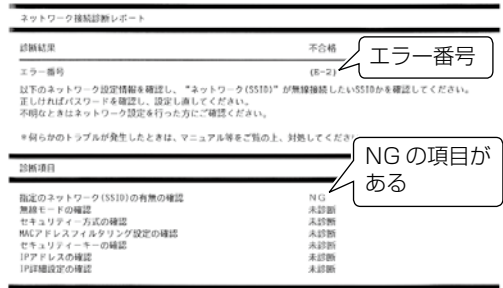 ネットワーク接続診断レポート
診断結果 不合格
エラー番号 (E-2)
エラー番号
以下のネットワーク設定情報を確認し、"ネットワーク(SSID)"が無線接続したいSSIDかを確認してください。
正しければパスワードを確認し、設定し直してください。
不明なときはネットワーク設定を行った方にご確認ください。
*何らかのトラブルが発生したときは、マニュアル等をご覧の上、対処してくださ
NGの項目が
ある
診断項目
指定のネットワーク(SSID)の有無の確認 NG
無線モードの確認 未診断
セキュリティー方式の確認 未診断
MACアドレスフィルタリング設定の確認 未診断
セキュリティーキーの確認 未診断
IPアドレスの確認 未診断
IP詳細設定の確認 未診断